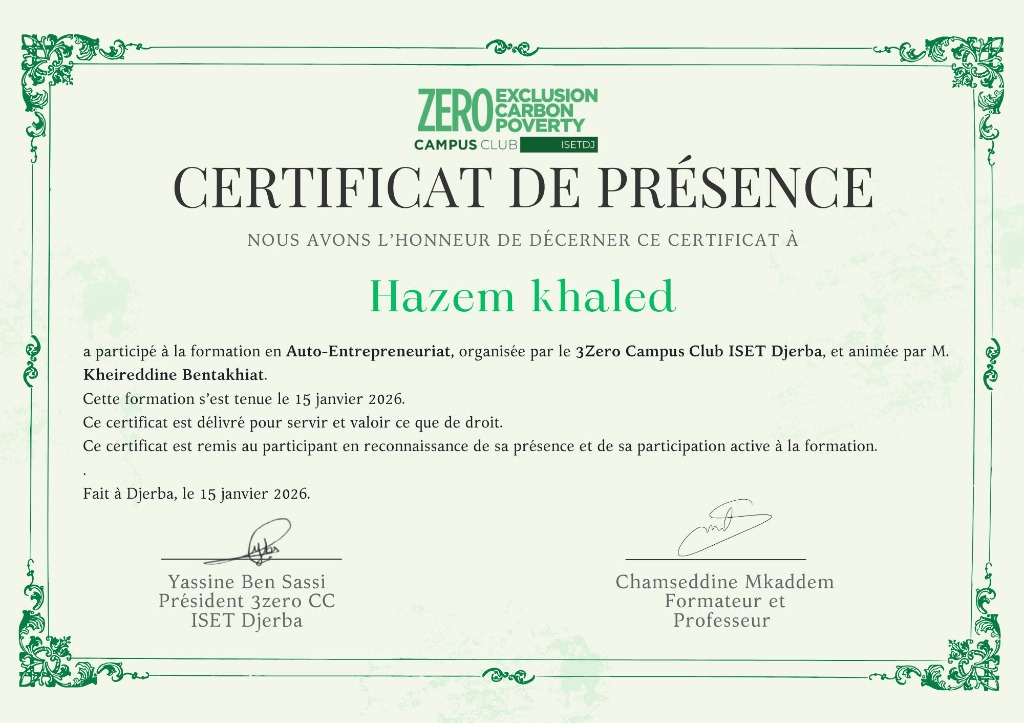 ZERO EXCLUSION
CARBON
POVERTY
CAMPUS CLUB ISETDJ
CERTIFICAT DE PRÉSENCE
NOUS AVONS L'HONNEUR DE DÉCERNER CE CERTIFICAT À
Hazem khaled
a participé à la formation en Auto-Entrepreneuriat, organisée par le 3Zero Campus Club ISET Djerba, et animée par M.
Kheireddine Bentakhiat.
Cette formation s'est tenue le 15 janvier 2026.
Ce certificat est délivré pour servir et valoir ce que de droit.
Ce certificat est remis au participant en reconnaissance de sa présence et de sa participation active à la formation.
.
Fait à Djerba, le 15 janvier 2026.
Yassine Ben Sassi
Président 3zero CC
ISET Djerba
Chamseddine Mkaddem
Formateur et
Professeur